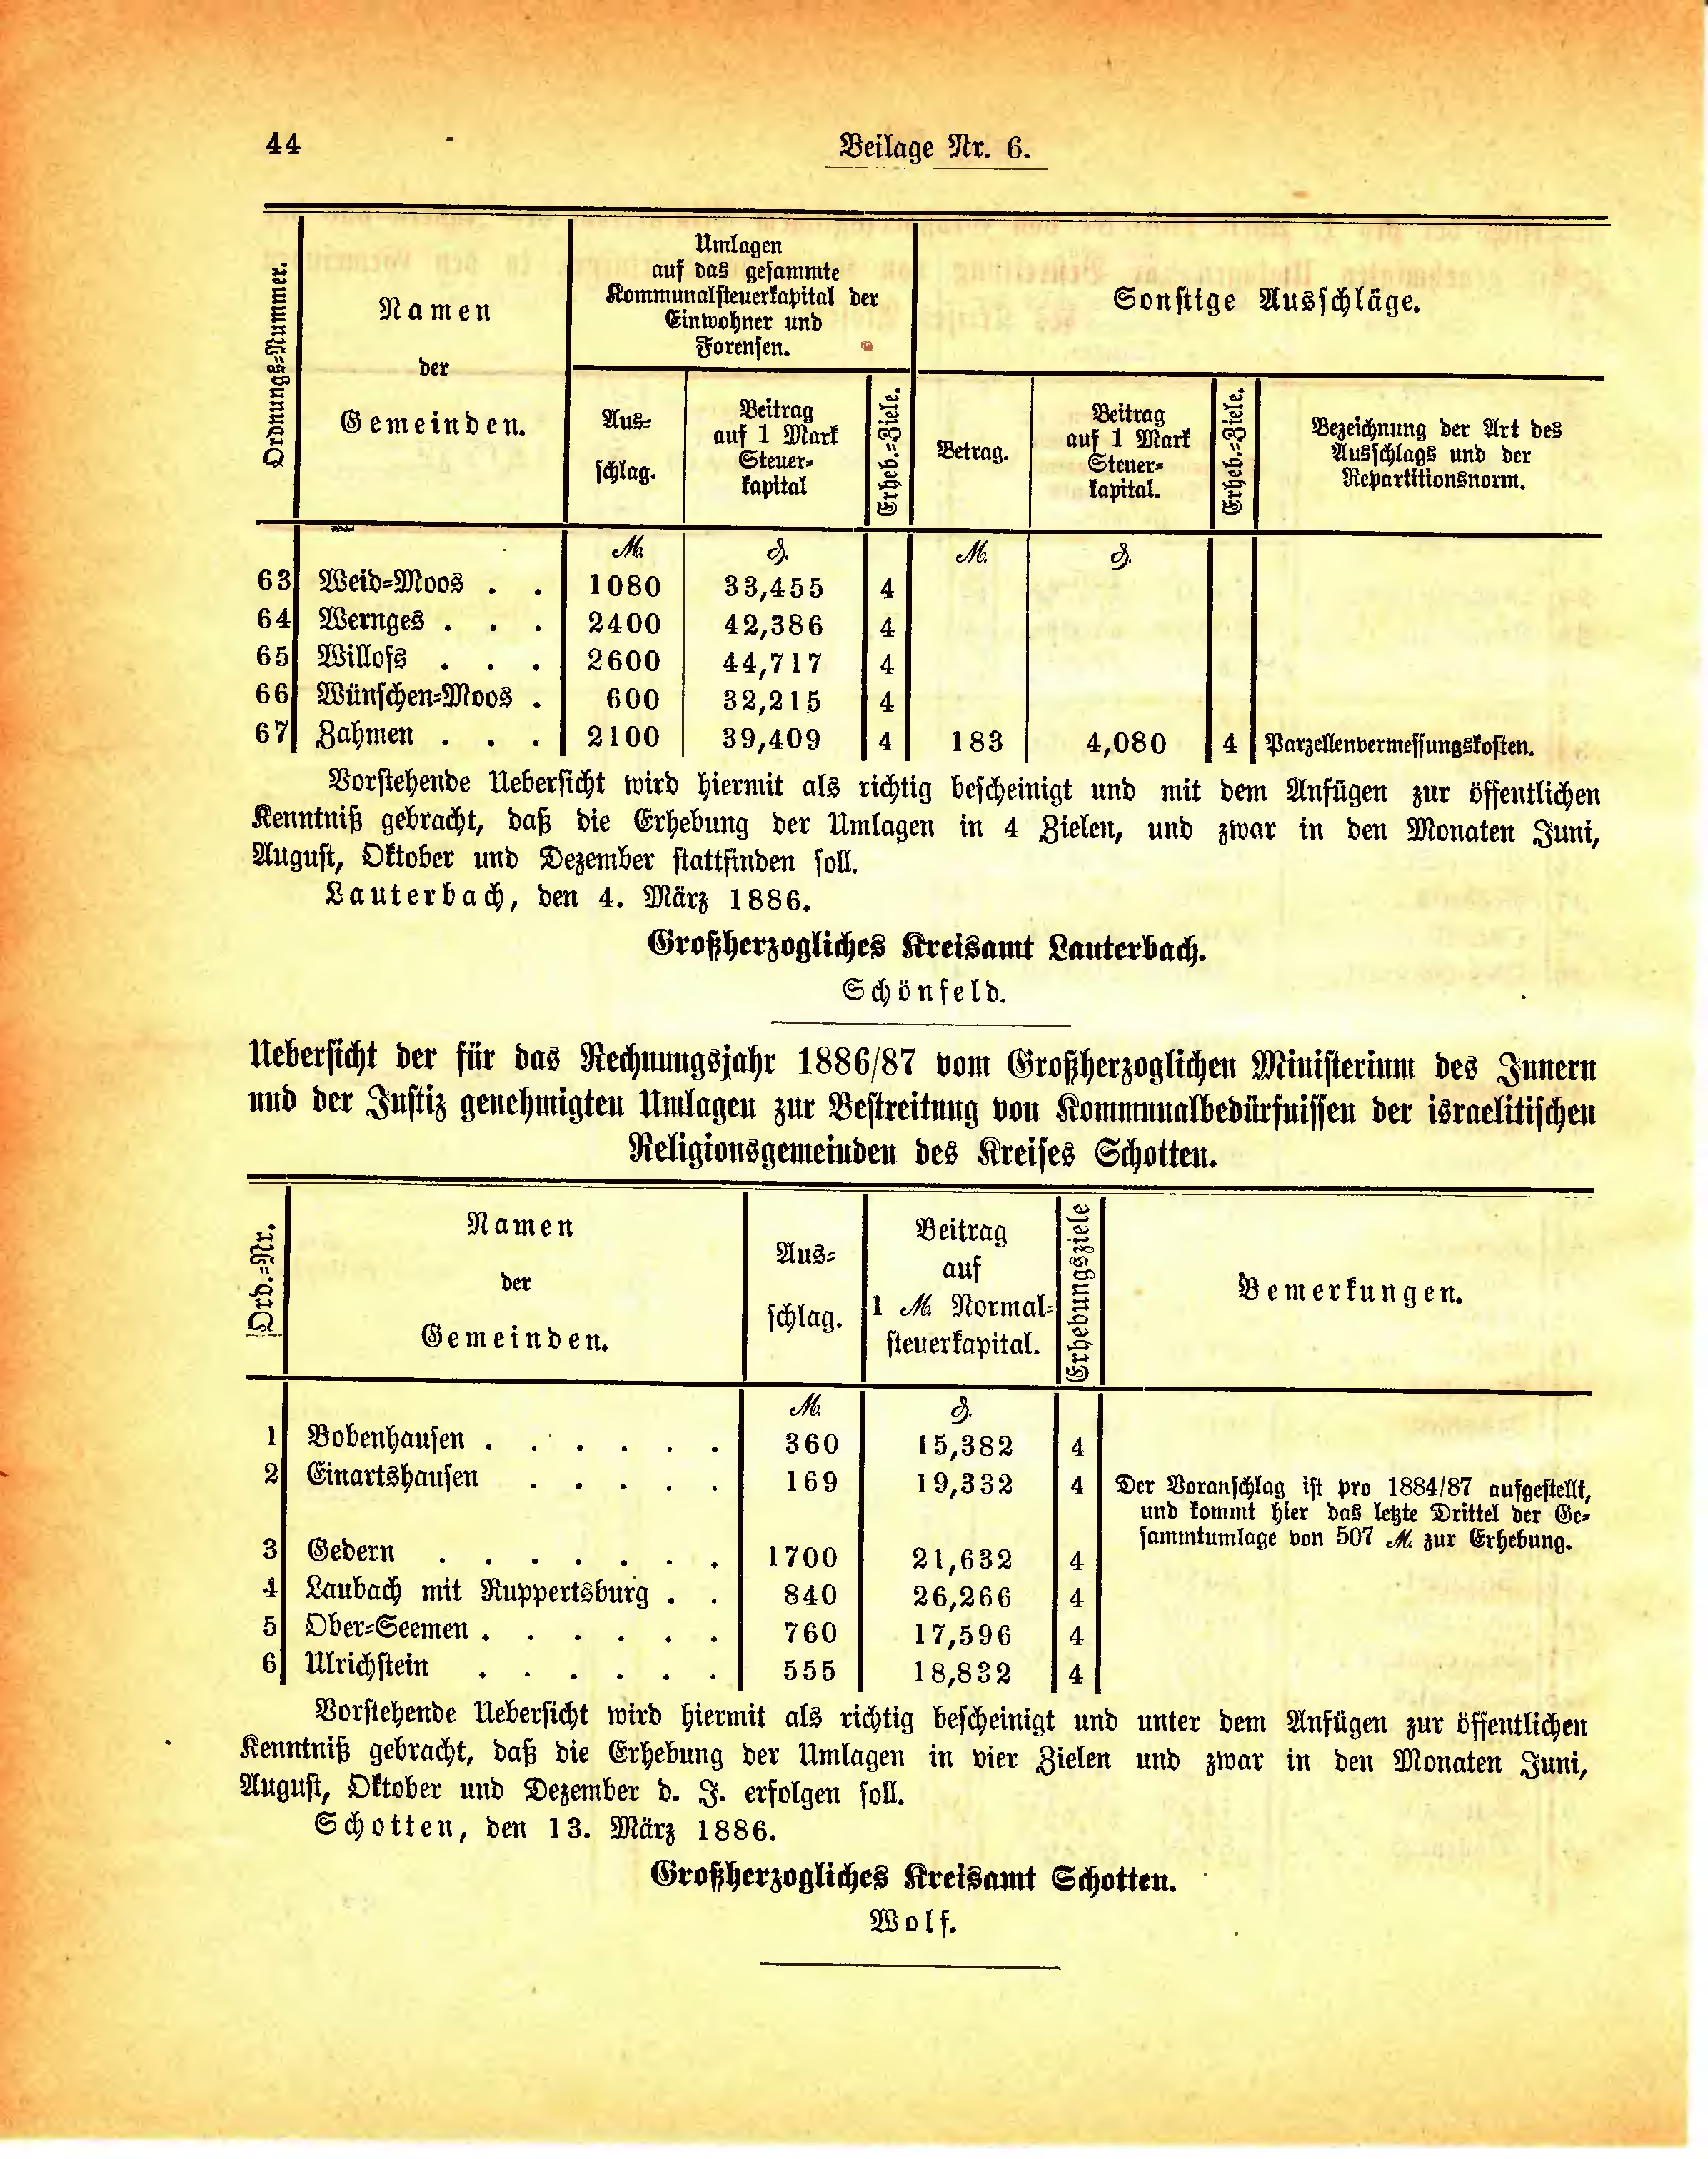 44
Beilage Nr. 6.
Ordnungs-Nummer.
Namen
der
Gemeinden.
Umlagen
auf das gesammte
Kommunalsteuerkapital der
Einwohner und
Forensen.
Sonstige Ausschläge.
Aus-
schlag.
Beitrag
auf 1 Mark
Steuer-
kapital
Erheb.-Ziele.
Betrag.
Beitrag
auf 1 Mark
Steuer-
kapital.
Erheb.-Ziele.
Bezeichnung der Art des
Ausschlags und der
Repartitionsnorm.
ℳ. ₰. ℳ. ₰.
63 Weid-Moos . . 1080 33,455 4
64 Wernges . . . 2400 42,386 4
65 Willofs . . . 2600 44,717 4
66 Wünschen-Moos . 600 32,215 4
67 Zahmen . . . 2100 39,409 4 183 4,080 4 Parzellenvermessungskosten.
Vorstehende Uebersicht wird hiermit als richtig bescheinigt und mit dem Anfügen zur öffentlichen
Kenntniß gebracht, daß die Erhebung der Umlagen in 4 Zielen, und zwar in den Monaten Juni,
August, Oktober und Dezember stattfinden soll.
Lauterbach, den 4. März 1886.
Großherzogliches Kreisamt Lauterbach.
Schönfeld.
Uebersicht der für das Rechnungsjahr 1886/87 vom Großherzoglichen Ministerium des Innern
und der Justiz genehmigten Umlagen zur Bestreitung von Kommunalbedürfnissen der israelitischen
Religionsgemeinden des Kreises Schotten.
Ord.-Nr.
Namen
der
Gemeinden.
Aus-
schlag.
Beitrag
auf
1 ℳ. Normal-
steuerkapital.
Erhebungsziele
Bemerkungen.
ℳ. ₰.
1 Bobenhausen . . . . . . 360 15,382 4
2 Einartshausen . . . . . 169 19,332 4 Der Voranschlag ist pro 1884/87 aufgestellt,
und kommt hier das letzte Drittel der Ge-
sammtumlage von 507 ℳ. zur Erhebung.
3 Gedern . . . . . . . 1700 21,632 4
4 Laubach mit Ruppertsburg . . 840 26,266 4
5 Ober-Seemen . . . . . . 760 17,596 4
6 Ulrichstein . . . . . . 555 18,832 4
Vorstehende Uebersicht wird hiermit als richtig bescheinigt und unter dem Anfügen zur öffentlichen
Kenntniß gebracht, daß die Erhebung der Umlagen in vier Zielen und zwar in den Monaten Juni,
August, Oktober und Dezember d. J. erfolgen soll.
Schotten, den 13. März 1886.
Großherzogliches Kreisamt Schotten.
Wolf.